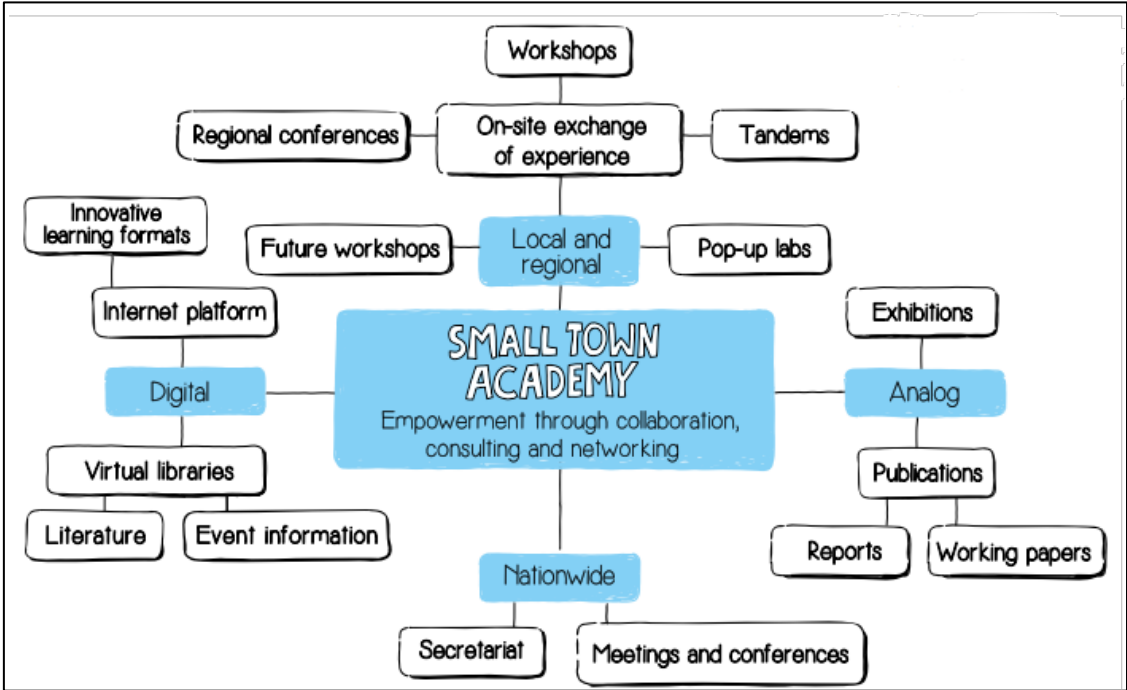 Workshops
Regional conferences
On-site exchange
of experience
Tandems
Innovative
learning formats
Future workshops
Local and
regional
Pop-up labs
Internet platform
Exhibitions
SMALL TOWN
ACADEMY
Empowerment through collaboration,
consulting and networking
Digital
Analog
Virtual libraries
Publications
Literature
Event information
Reports
Working papers
Nationwide
Secretariat
Meetings and conferences